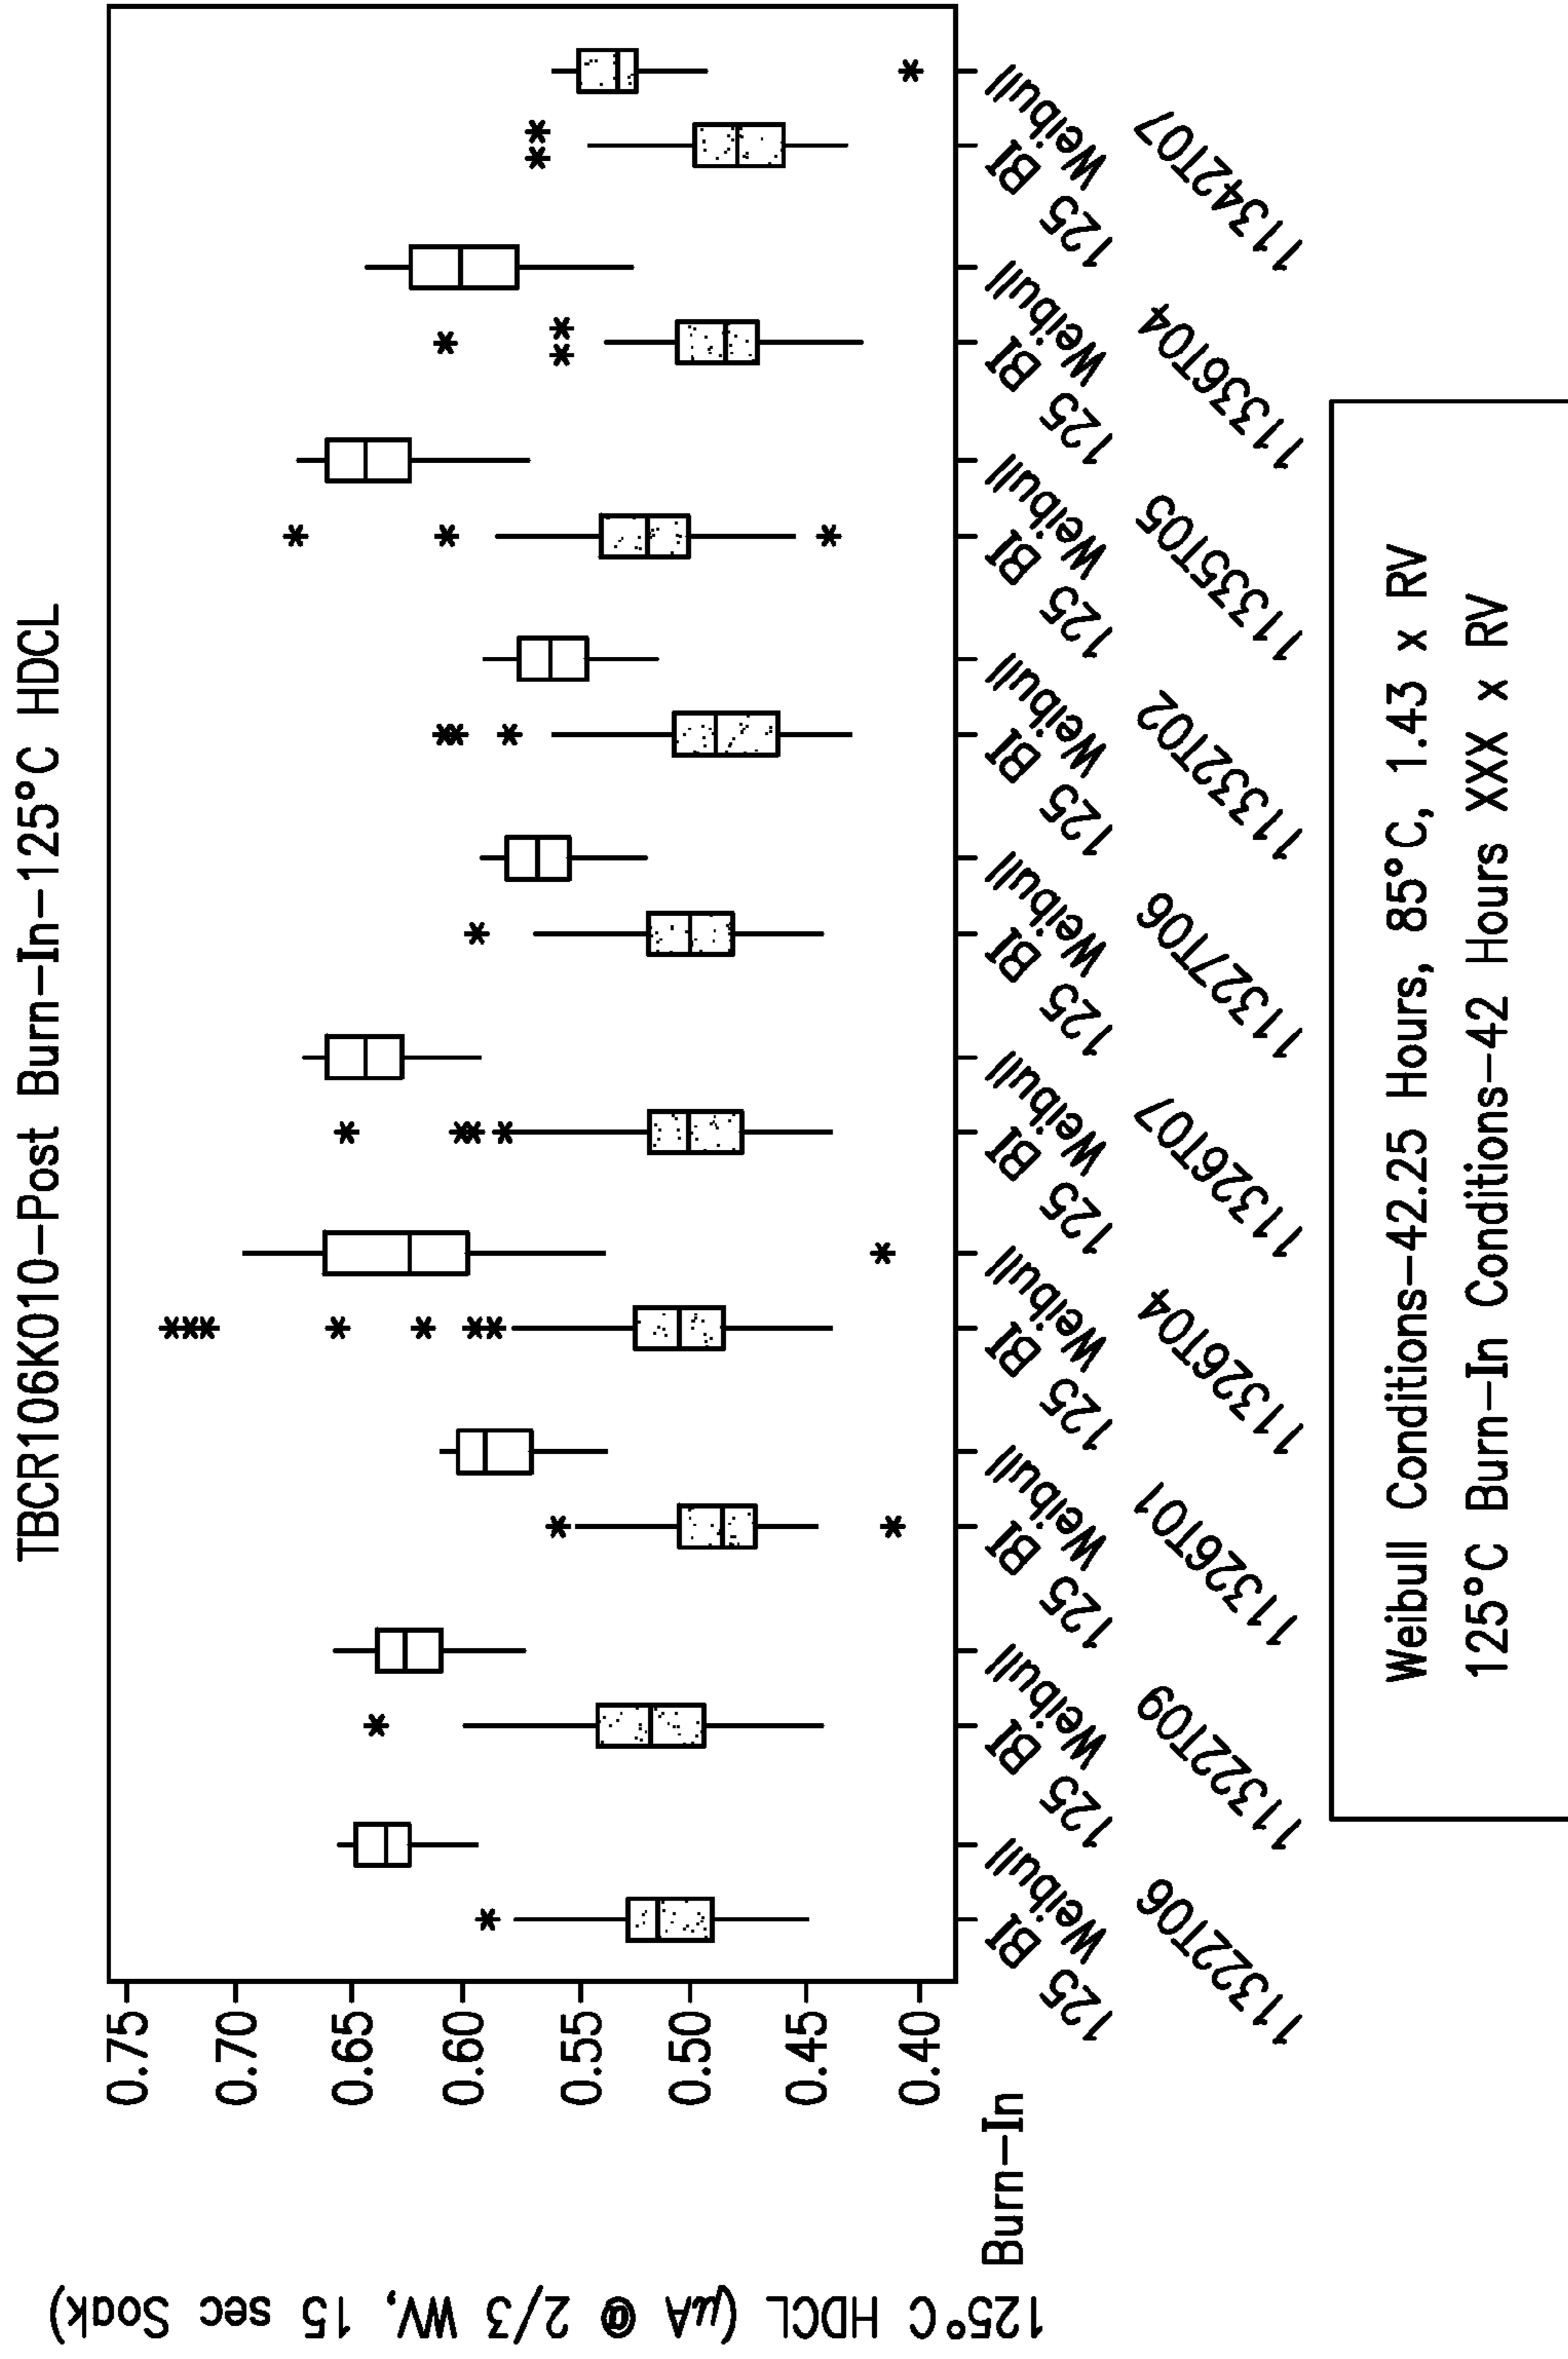 TBCR106K010-Post Burn-In-125°C HDCL
125°C HDCL (μA @ 2/3 WV, 15 sec Soak)
0.75
0.70
0.65
0.60
0.55
0.50
0.45
0.40
Burn-In
125 BI Weibull 125 BI Weibull 125 BI Weibull 125 BI Weibull 125 BI Weibull 125 BI Weibull 125 BI Weibull 125 BI Weibull 125 BI Weibull 125 BI Weibull
11322T06 11322T09 11326T01 11326T04 11326T07 11327T06 11332T02 11335T05 11336T04 11342T07
Weibull Conditions-42.25 Hours, 85°C, 1.43 x RV
125°C Burn-In Conditions-42 Hours XXX x RV